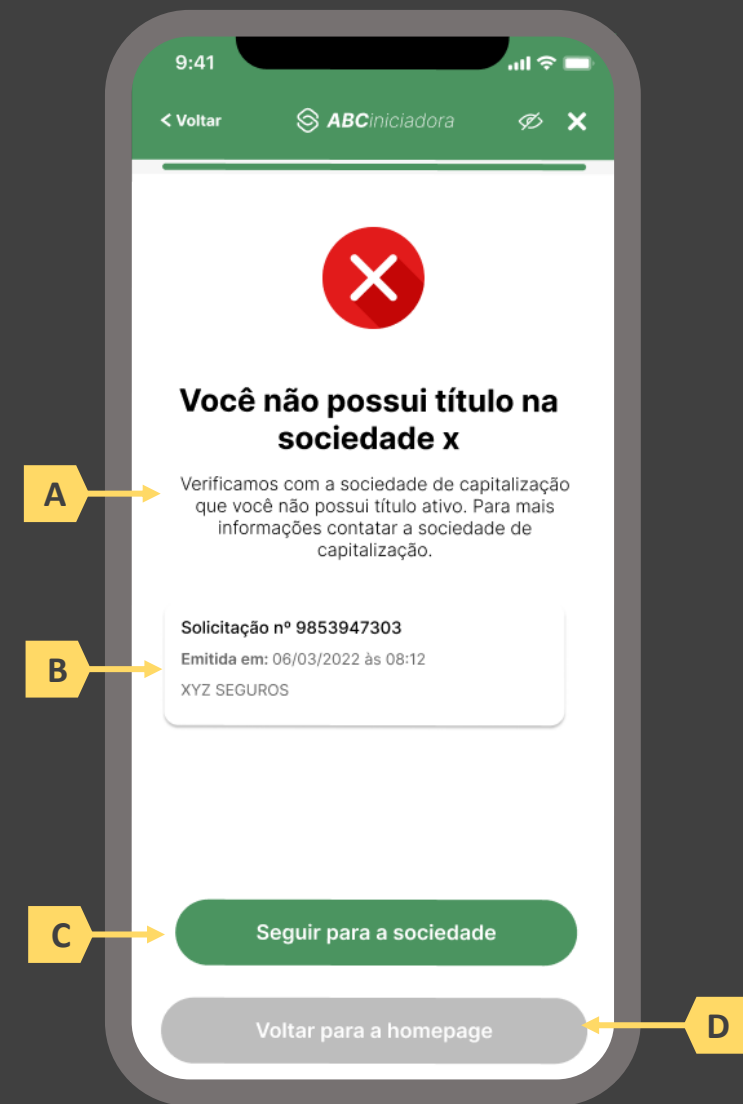 9:41
< Voltar
ABCiniciadora
Você não possui título na
sociedade x
A
Verificamos com a sociedade de capitalização
que você não possui título ativo. Para mais
informações contatar a sociedade de
capitalização.
Solicitação nº 9853947303
B
Emitida em: 06/03/2022 às 08:12
XYZ SEGUROS
C
Seguir para a sociedade
Voltar para a homepage
D